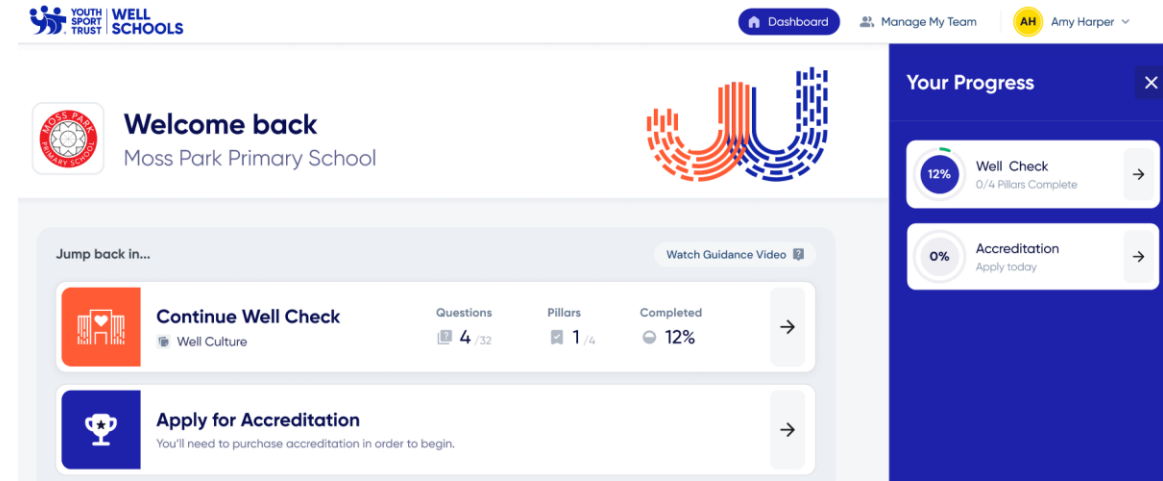 YOUTH SPORT TRUST WELL SCHOOLS
Dashboard
Manage My Team
AH
Amy Harper
MOSS PARK PRIMARY SCHOOL
Welcome back
Moss Park Primary School
Your Progress
12%
Well Check
0/4 Pillars Complete
0%
Accreditation
Apply today
Jump back in...
Watch Guidance Video
Continue Well Check
Well Culture
Questions
4 /32
Pillars
1 /4
Completed
12%
Apply for Accreditation
You'll need to purchase accreditation in order to begin.